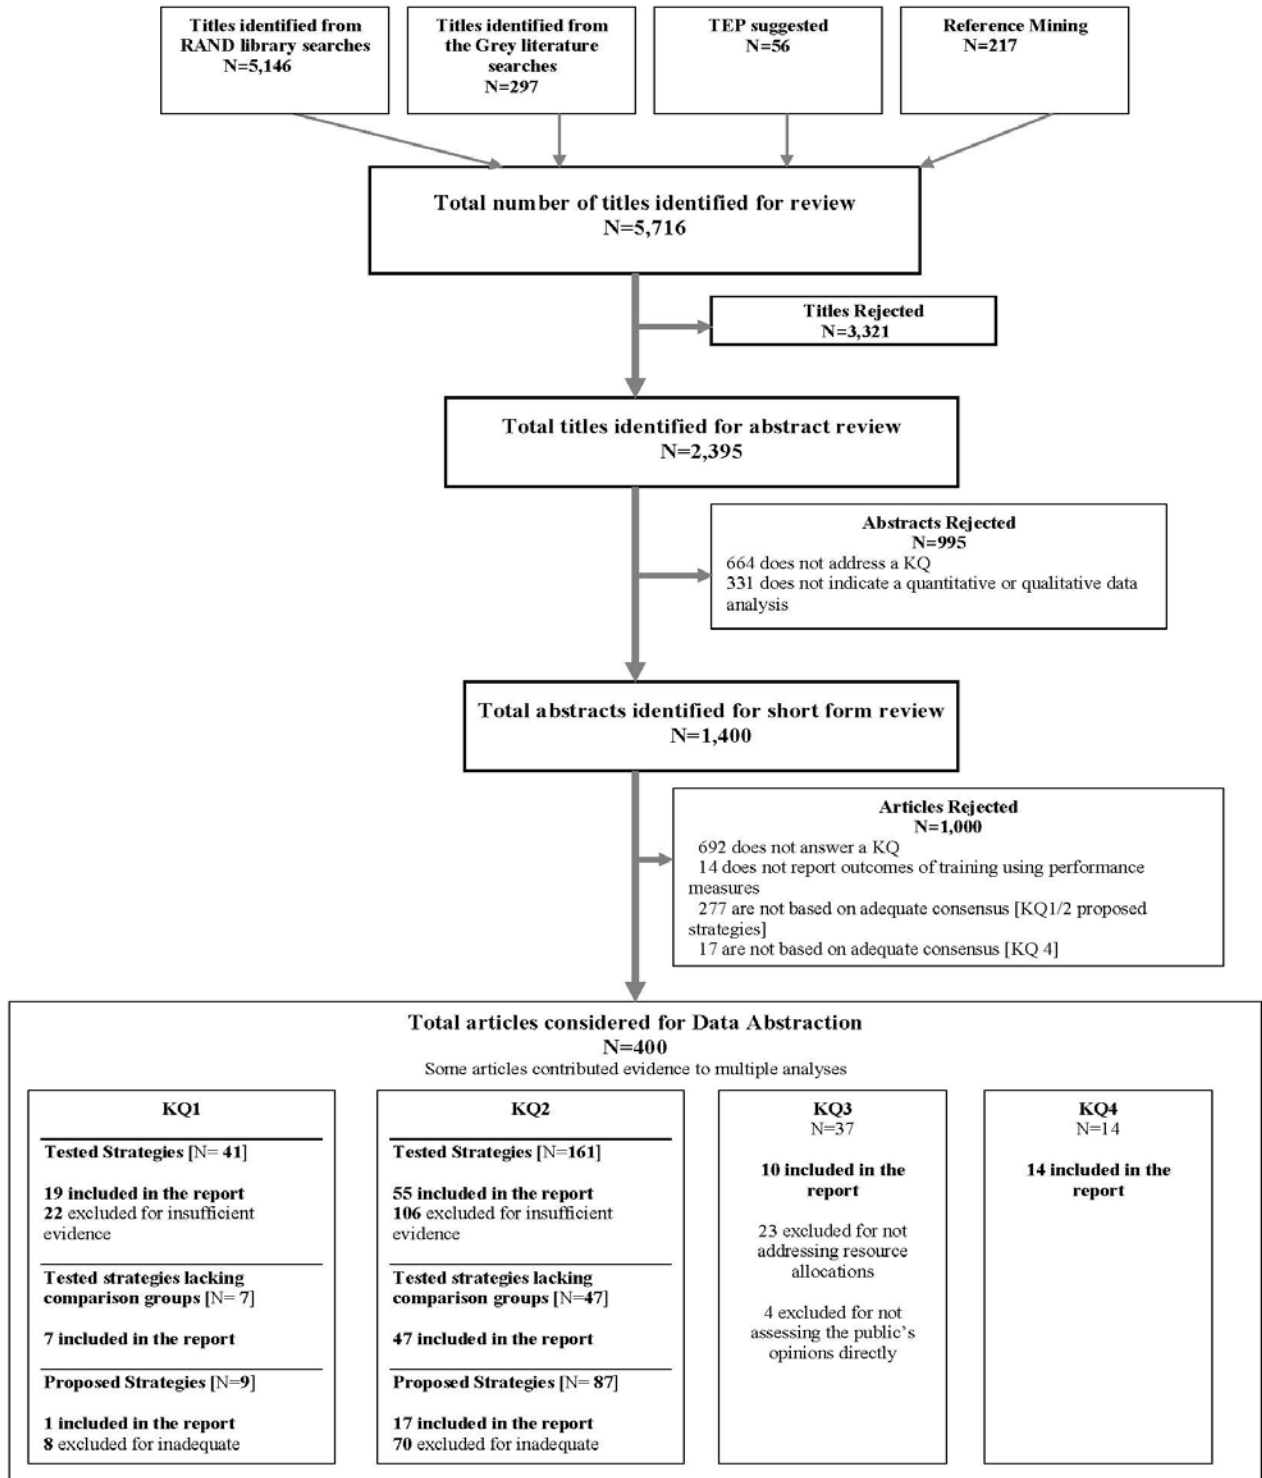 Titles identified from
RAND library searches
N=5,146
Titles identified from
the Grey literature
searches
N=297
TEP suggested
N=56
Reference Mining
N=217
Total number of titles identified for review
N=5,716
Titles Rejected
N=3,321
Total titles identified for abstract review
N=2,395
Abstracts Rejected
N=995
664 does not address a KQ
331 does not indicate a quantitative or qualitative data
analysis
Total abstracts identified for short form review
N=1,400
Articles Rejected
N=1,000
692 does not answer a KQ
14 does not report outcomes of training using performance
measures
277 are not based on adequate consensus [KQ1/2 proposed
strategies]
17 are not based on adequate consensus [KQ 4]
Total articles considered for Data Abstraction
N=400
Some articles contributed evidence to multiple analyses
KQ1
Tested Strategies [N= 41]
19 included in the report
22 excluded for insufficient
evidence
Tested strategies lacking
comparison groups [N= 7]
7 included in the report
Proposed Strategies [N=9]
1 included in the report
8 excluded for inadequate
KQ2
Tested Strategies [N=161]
55 included in the report
106 excluded for insufficient
evidence
Tested strategies lacking
comparison groups [N=47]
47 included in the report
Proposed Strategies [N= 87]
17 included in the report
70 excluded for inadequate
KQ3
N=37
10 included in the
report
23 excluded for not
addressing resource
allocations
4 excluded for not
assessing the public's
opinions directly
KQ4
N=14
14 included in the
report